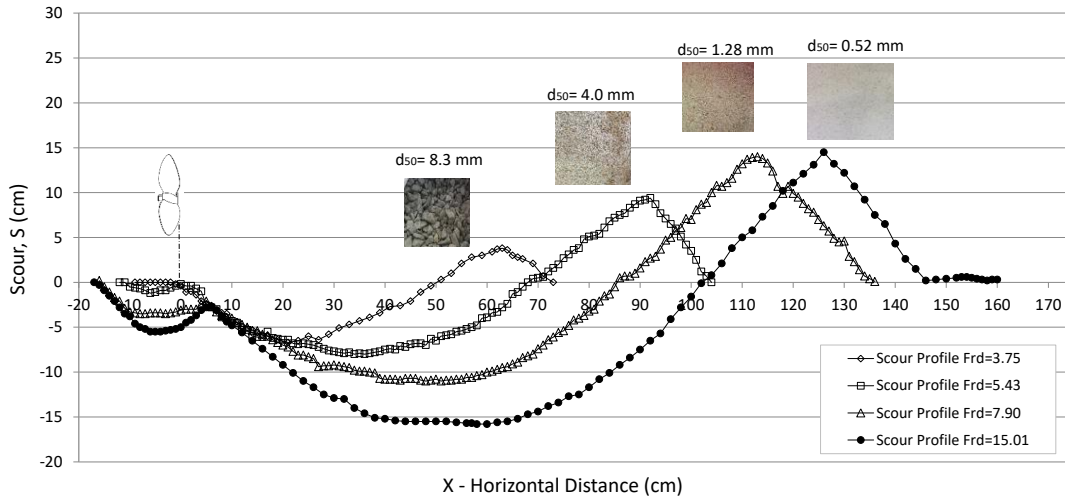 30
25
20
15
10
5
0
-5
-10
-15
-20
Scour, S (cm)
-20 -10 0 10 20 30 40 50 60 70 80 90 100 110 120 130 140 150 160 170
X - Horizontal Distance (cm)
d50= 8.3 mm
d50= 4.0 mm
d50= 1.28 mm
d50= 0.52 mm
Scour Profile Frd=3.75
Scour Profile Frd=5.43
Scour Profile Frd=7.90
Scour Profile Frd=15.01